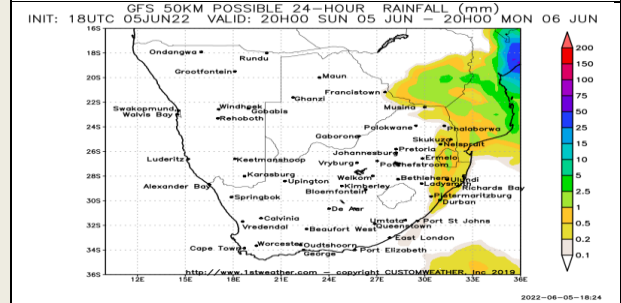 GFS 50KM POSSIBLE 24-HOUR RAINFALL (mm)
INIT: 18UTC 05JUN22 VALID: 20H00 SUN 05 JUN - 20H00 MON 06 JUN
16S
18S
20S
22S
24S
26S
28S
30S
32S
34S
36S
Ondangwa
Rundu
Grootfontein
Maun
Francistown
Ghanzi
Musina
Swakopmund
Windhoek
Gobabis
Walvis Bay
Rehoboth
Polokwane
Phalaborwa
Gaborone
Skukuza
Pretoria
Nelspruit
Johannesburg
Luderitz
Keetmanshoop
Vryburg
Potchefstroom
Ermelo
Karasburg
Upington
Welkom
Bethlehem
Ulundi
Alexander Bay
Kimberley
Ladysmith
Richards Bay
Bloemfontein
Springbok
Pietermaritzburg
Durban
De Aar
Calvinia
Umtata
Port St Johns
Vredendal
Beaufort West
Queenstown
East London
Cape Town
Worcester
Oudtshoorn
George
Port Elizabeth
http://www.1stweather.com - copyright CUSTOMWEATHER, Inc 2019
12E
15E
18E
21E
24E
27E
30E
33E
36E
200
150
100
75
50
25
15
10
5
2.5
1
0.5
0.2
0.1
2022-06-05-18:24